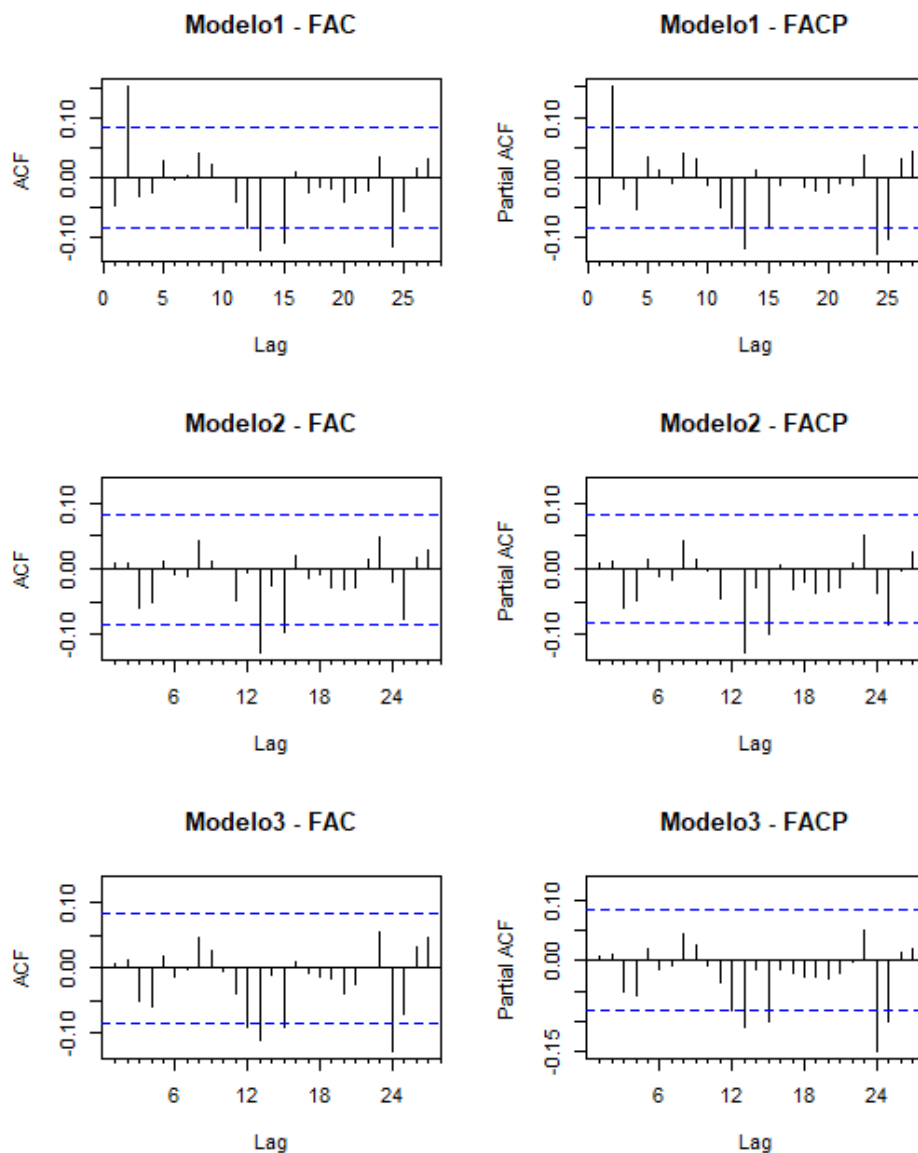 Modelo1 - FAC
ACF
0.10
0.00
-0.10
0 5 10 15 20 25
Lag
Modelo1 - FACP
Partial ACF
0.10
0.00
-0.10
0 5 10 15 20 25
Lag
Modelo2 - FAC
ACF
0.10
0.00
-0.10
6 12 18 24
Lag
Modelo2 - FACP
Partial ACF
0.10
0.00
-0.10
6 12 18 24
Lag
Modelo3 - FAC
ACF
0.10
0.00
-0.10
6 12 18 24
Lag
Modelo3 - FACP
Partial ACF
0.10
0.00
-0.15
6 12 18 24
Lag